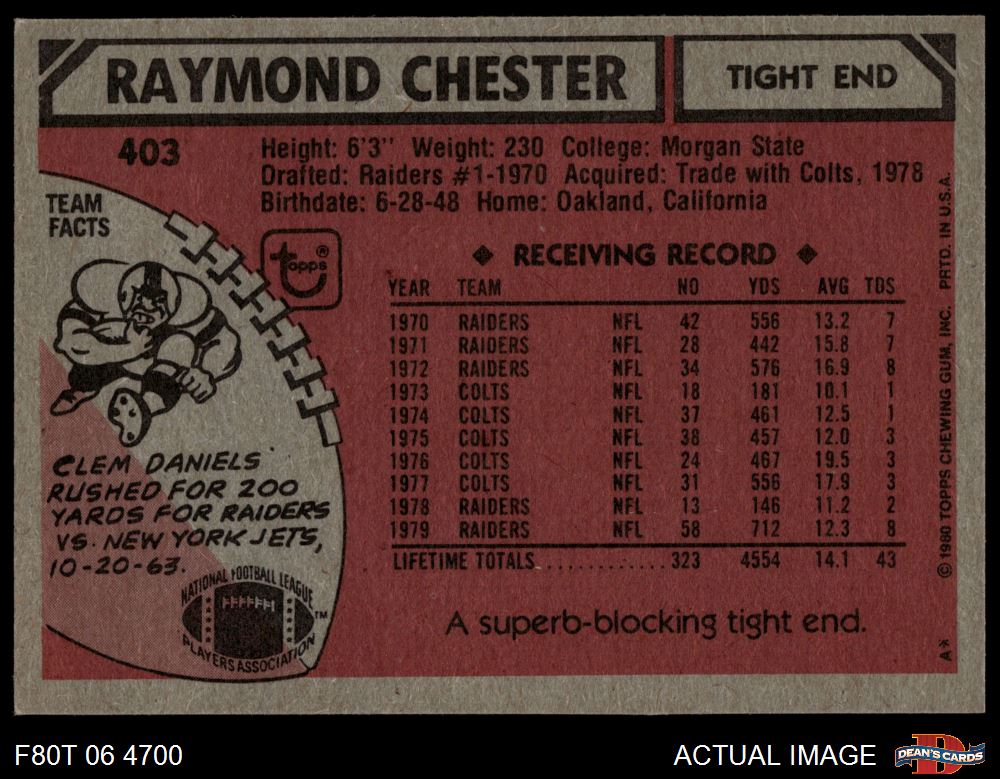 RAYMOND CHESTER
TIGHT END
403
Height: 6'3" Weight: 230 College: Morgan State
Drafted: Raiders #1-1970 Acquired: Trade with Colts, 1978
Birthdate: 6-28-48 Home: Oakland, California
TEAM
FACTS
topps®
◆ RECEIVING RECORD ◆
YEAR TEAM NO YDS AVG TDS
1970 RAIDERS NFL 42 556 13.2 7
1971 RAIDERS NFL 28 442 15.8 7
1972 RAIDERS NFL 34 576 16.9 8
1973 COLTS NFL 18 181 10.1 1
1974 COLTS NFL 37 461 12.5 1
1975 COLTS NFL 38 457 12.0 3
1976 COLTS NFL 24 467 19.5 3
1977 COLTS NFL 31 556 17.9 3
1978 RAIDERS NFL 13 146 11.2 2
1979 RAIDERS NFL 58 712 12.3 8
LIFETIME TOTALS............. 323 4554 14.1 43
CLEM DANIELS
RUSHED FOR 200
YARDS FOR RAIDERS
VS. NEW YORK JETS,
10-20-63.
NATIONAL FOOTBALL LEAGUE
PLAYERS ASSOCIATION
TM
A superb-blocking tight end.
A* © 1980 TOPPS CHEWING GUM, INC. PRTD. IN U.S.A.
F80T 06 4700
ACTUAL IMAGE
D
DEAN'S CARDS